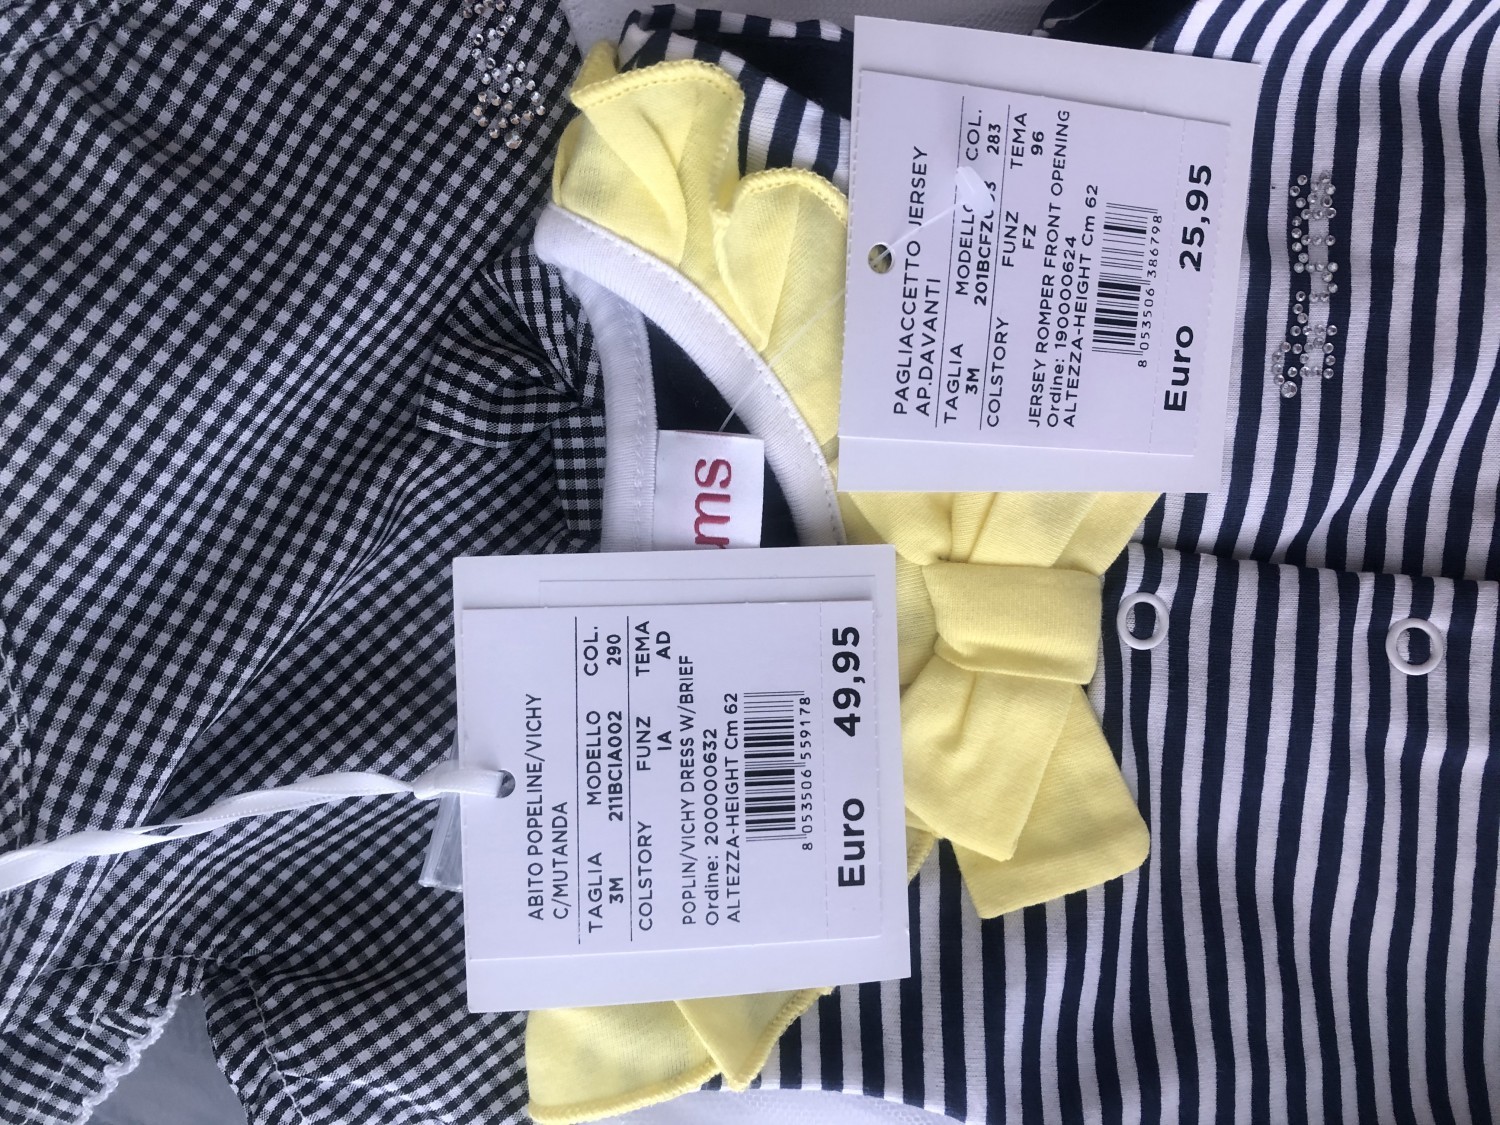 PAGLIACCETTO JERSEY
AP.DAVANTI
TAGLIA MODELLO COL.
3M 283
COLSTORY FUNZ TEMA
FZ 96
JERSEY ROMPER FRONT OPENING
Ordine: 190000624
ALTEZZA-HEIGHT Cm 62
8 053506 386798
Euro 25,95
ms
ABITO POPELINE/VICHY
C/MUTANDA
TAGLIA MODELLO COL.
3M 211BCIA002 290
COLSTORY FUNZ TEMA
IA AD
POPLIN/VICHY DRESS W/BRIEF
Ordine: 200000632
ALTEZZA-HEIGHT Cm 62
8 053506 559178
Euro 49,95